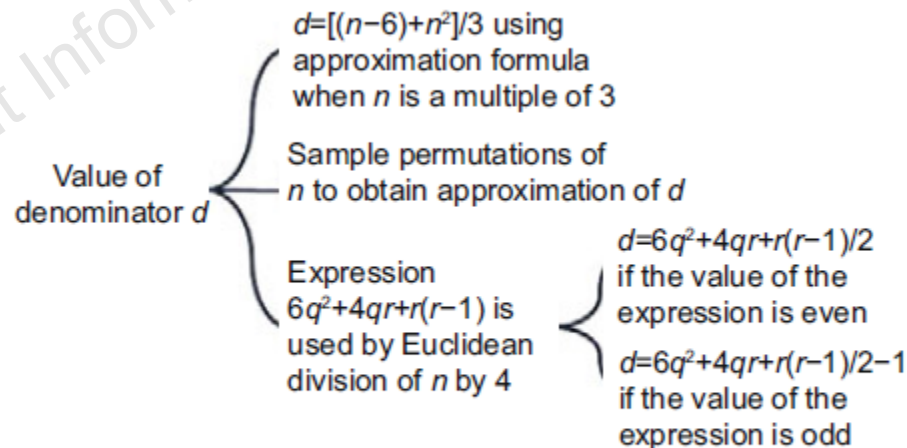 t Inform
Value of
denominator d
d=[(n−6)+n²]/3 using
approximation formula
when n is a multiple of 3
Sample permutations of
n to obtain approximation of d
Expression
6q²+4qr+r(r−1) is
used by Euclidean
division of n by 4
d=6q²+4qr+r(r−1)/2
if the value of the
expression is even
d=6q²+4qr+r(r−1)/2−1
if the value of the
expression is odd